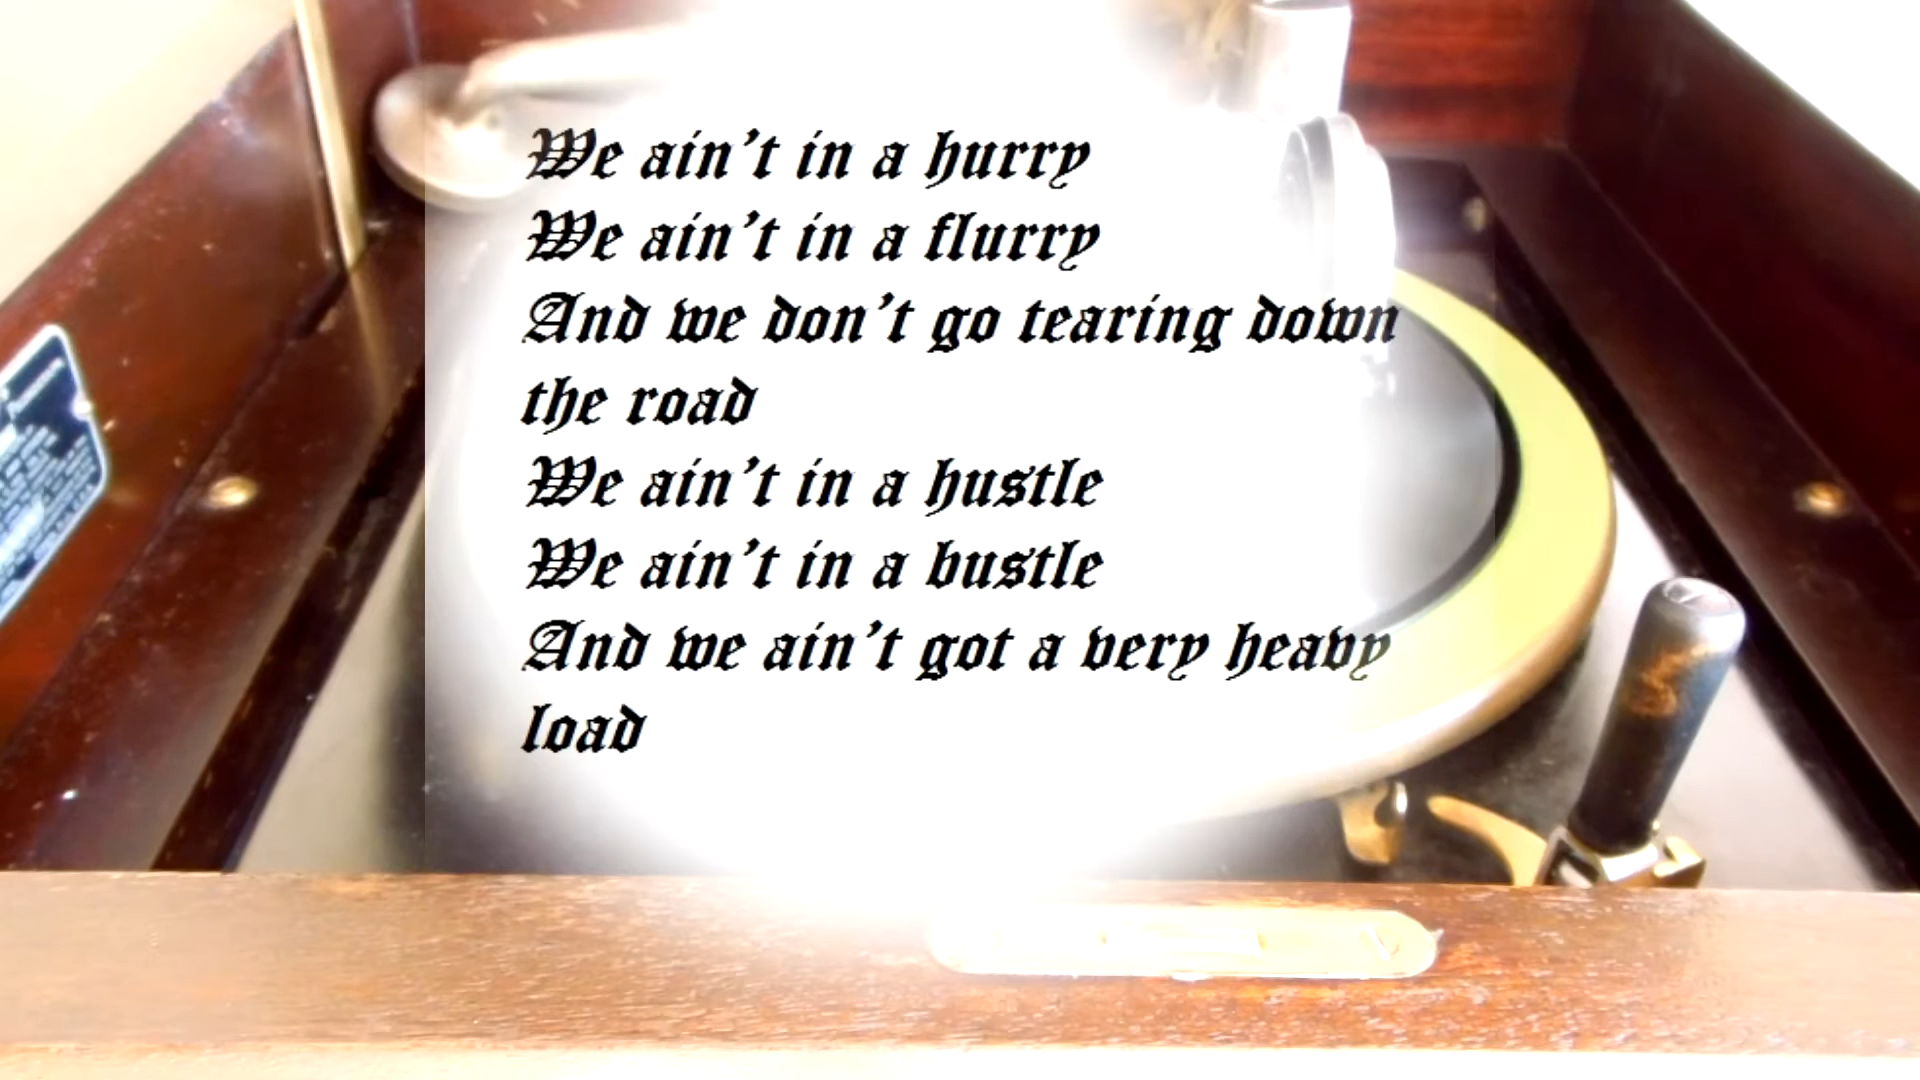 We ain't in a hurry
We ain't in a flurry
And we don't go tearing down
the road
We ain't in a hustle
We ain't in a bustle
And we ain't got a very heavy
load